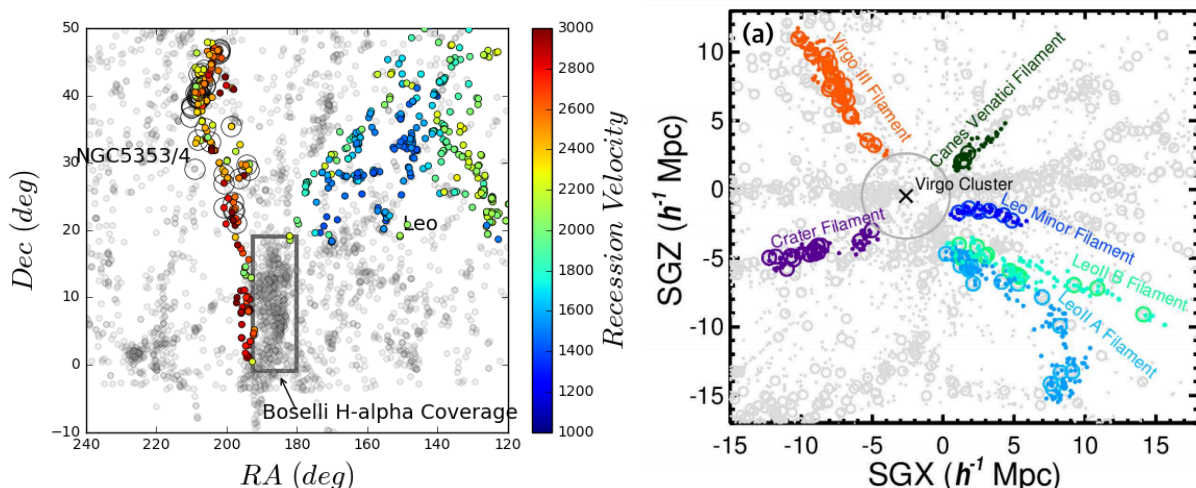 50
40
30
20
10
0
-10
Dec (deg)
240
220
200
180
160
140
120
RA (deg)
NGC5353/4
Leo
Boselli H-alpha Coverage
3000
2800
2600
2400
2200
2000
1800
1600
1400
1200
1000
Recession Velocity
(a)
10
5
0
-5
-10
-15
SGZ (h⁻¹ Mpc)
Virgo III Filament
Canes Venatici Filament
Virgo Cluster
Leo Minor Filament
Crater Filament
LeoII B Filament
LeoII A Filament
-15
-10
-5
0
5
10
15
SGX (h⁻¹ Mpc)